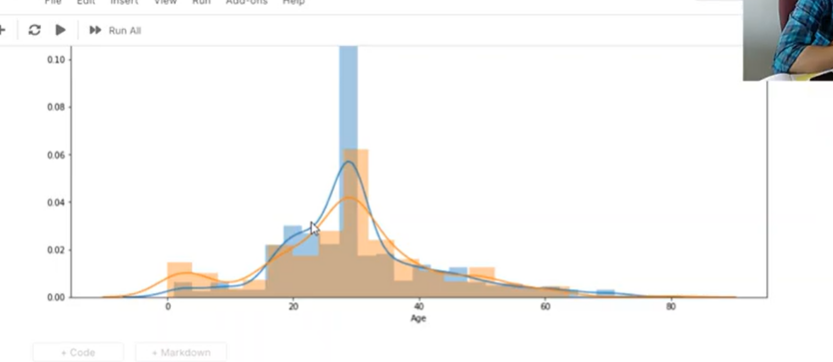 File Edit Insert View Run Add-ons Help
Run All
0.10
0.08
0.06
0.04
0.02
0.00
0 20 40 60 80
Age
+ Code + Markdown